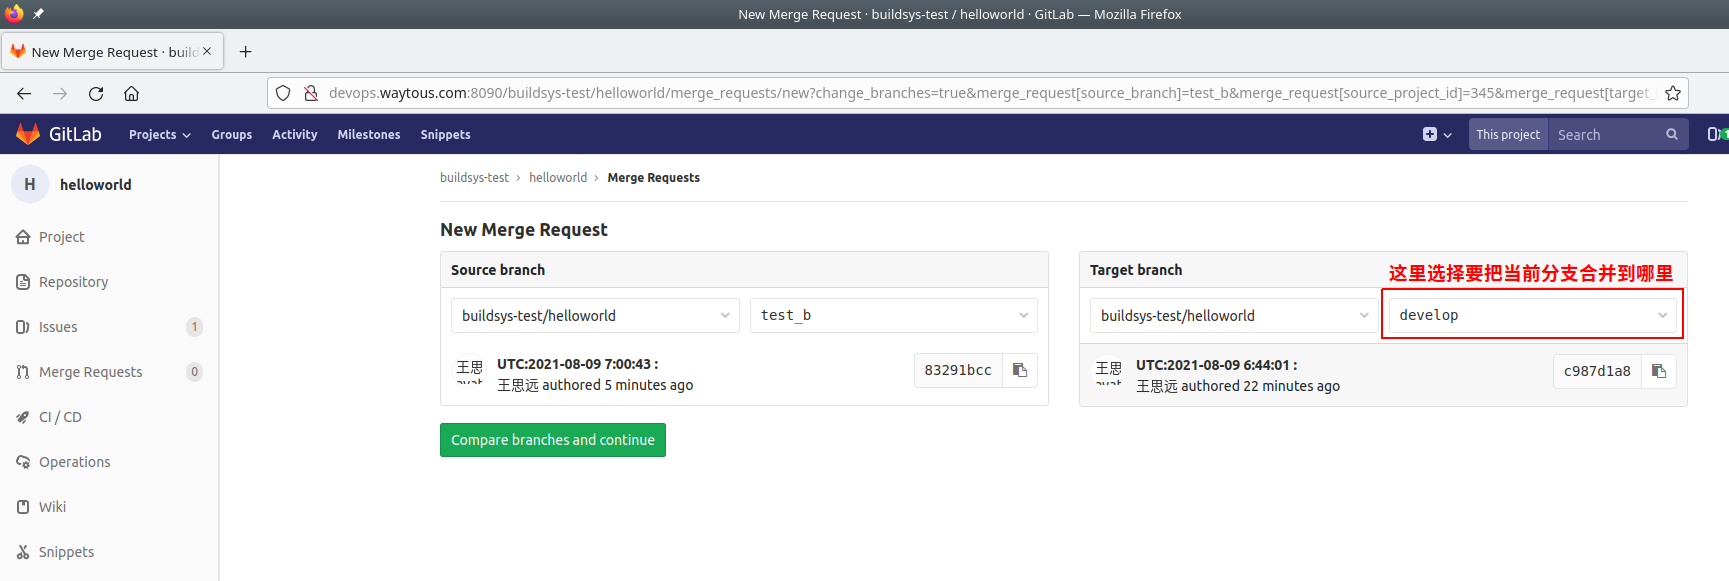 New Merge Request · buildsys-test / helloworld · GitLab — Mozilla Firefox
New Merge Request · build
devops.waytous.com:8090/buildsys-test/helloworld/merge_requests/new?change_branches=true&merge_request[source_branch]=test_b&merge_request[source_project_id]=345&merge_request[target_
GitLab Projects Groups Activity Milestones Snippets This project Search
H helloworld
Project
Repository
Issues 1
Merge Requests 0
CI / CD
Operations
Wiki
Snippets
buildsys-test › helloworld › Merge Requests
New Merge Request
Source branch
buildsys-test/helloworld test_b
王思
UTC:2021-08-09 7:00:43 :
王思远 authored 5 minutes ago
83291bcc
Target branch
这里选择要把当前分支合并到哪里
buildsys-test/helloworld develop
王思
UTC:2021-08-09 6:44:01 :
王思远 authored 22 minutes ago
c987d1a8
Compare branches and continue